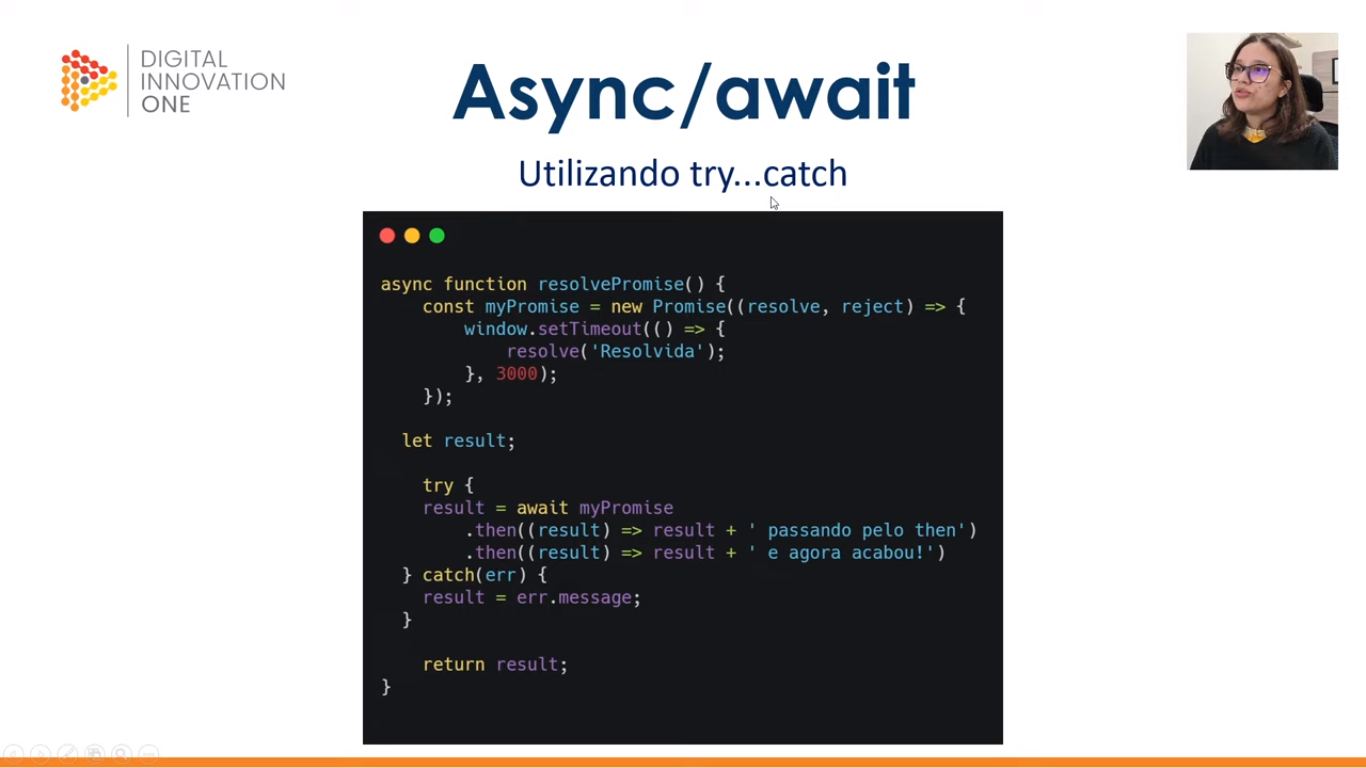 DIGITAL
INNOVATION
ONE
Async/await
Utilizando try...catch
async function resolvePromise() {
    const myPromise = new Promise((resolve, reject) => {
        window.setTimeout(() => {
            resolve('Resolvida');
        }, 3000);
    });
  let result;
    try {
    result = await myPromise
        .then((result) => result + ' passando pelo then')
        .then((result) => result + ' e agora acabou!')
  } catch(err) {
    result = err.message;
  }
    return result;
}